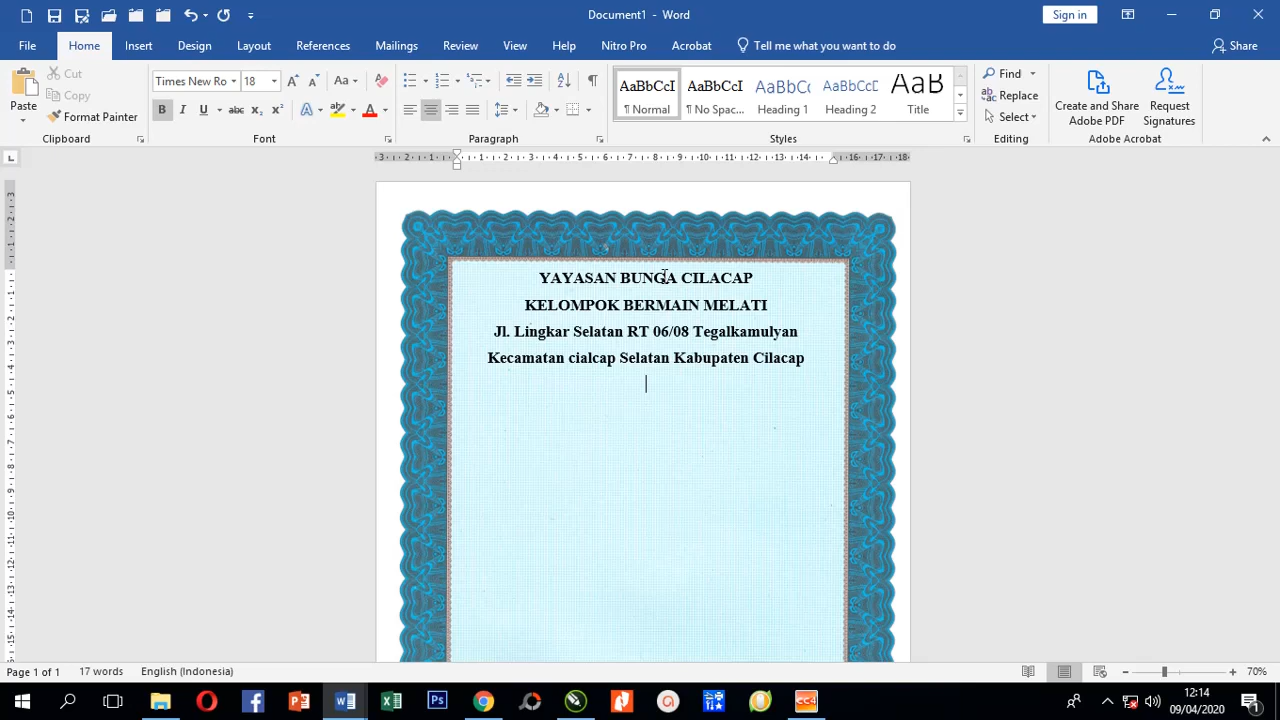 Document1 - Word
Sign in
File Home Insert Design Layout References Mailings Review View Help Nitro Pro Acrobat Tell me what you want to do Share
Paste
Cut
Copy
Format Painter
Clipboard
Times New Ro 18
Font
Paragraph
AaBbCcI AaBbCcI AaBbCc AaBbCcD AaB
¶ Normal ¶ No Spac... Heading 1 Heading 2 Title
Styles
Find
Replace
Select
Editing
Create and Share
Adobe PDF
Request
Signatures
Adobe Acrobat
YAYASAN BUNGA CILACAP
KELOMPOK BERMAIN MELATI
Jl. Lingkar Selatan RT 06/08 Tegalkamulyan
Kecamatan cialcap Selatan Kabupaten Cilacap
Page 1 of 1 17 words English (Indonesia) 70%
12:14
09/04/2020